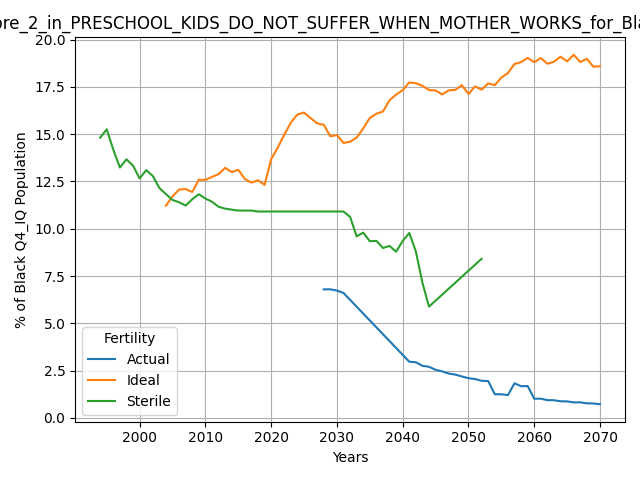 ore_2_in_PRESCHOOL_KIDS_DO_NOT_SUFFER_WHEN_MOTHER_WORKS_for_Bla
20.0
17.5
15.0
12.5
10.0
7.5
5.0
2.5
0.0
% of Black Q4_IQ Population
Fertility
Actual
Ideal
Sterile
2000 2010 2020 2030 2040 2050 2060 2070
Years